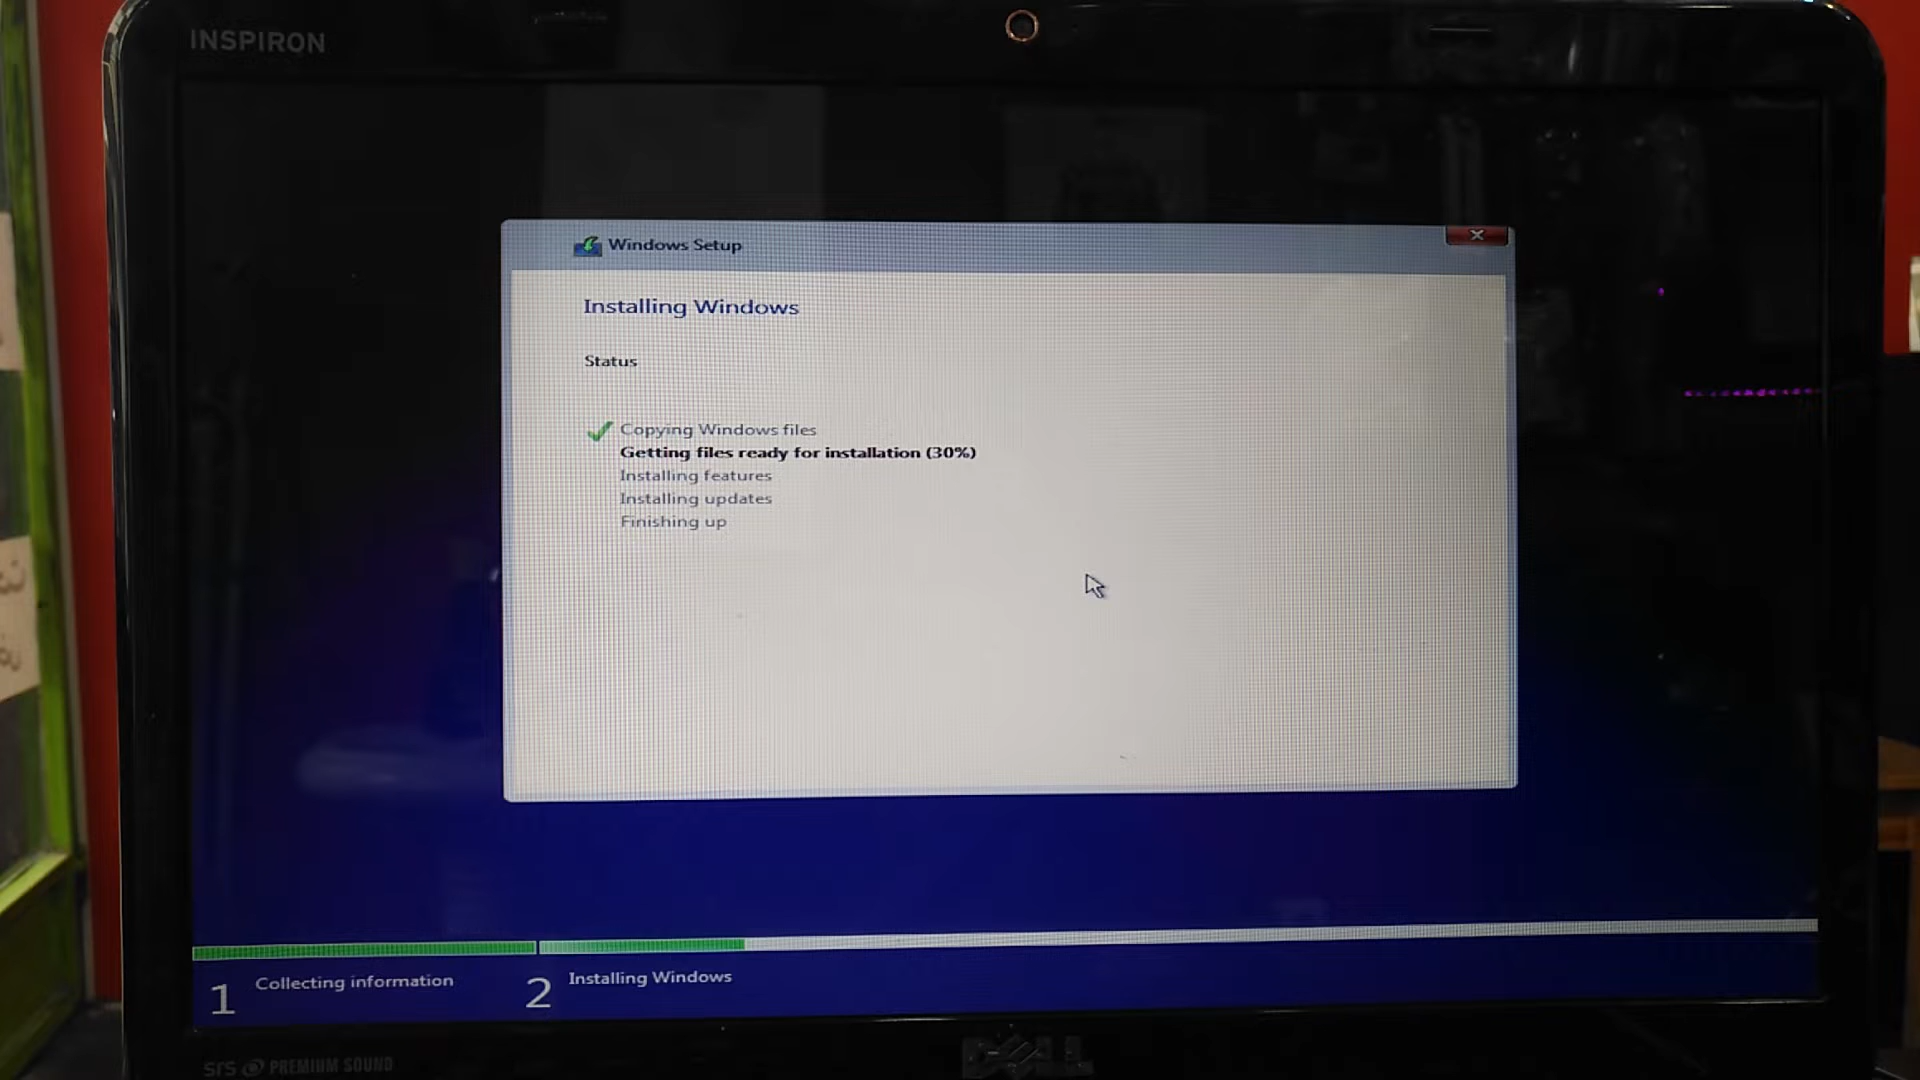 INSPIRON
Windows Setup
Installing Windows
Status
Copying Windows files
Getting files ready for installation (30%)
Installing features
Installing updates
Finishing up
1 Collecting information
2 Installing Windows
SRS PREMIUM SOUND
DELL